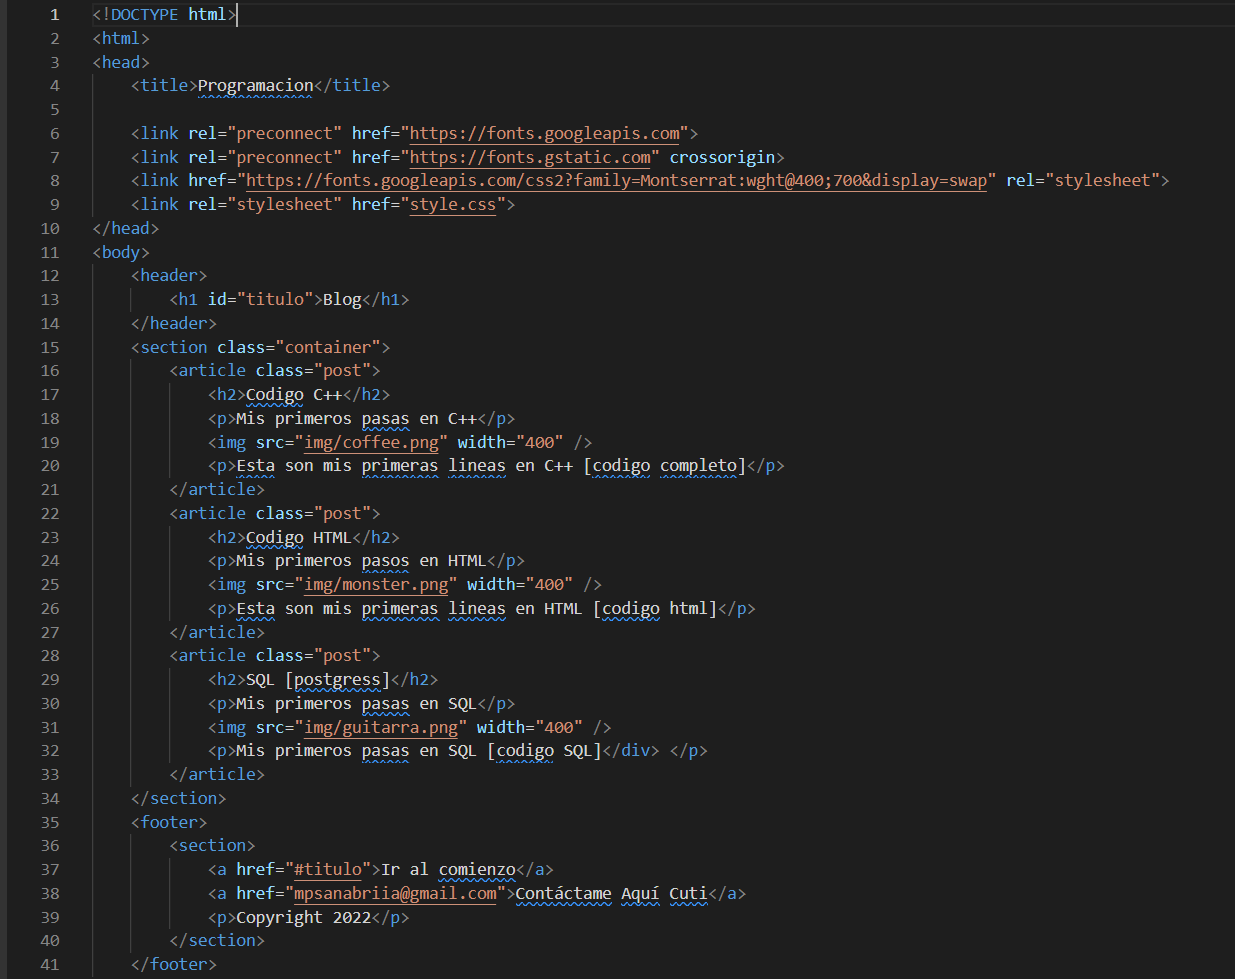 1 <!DOCTYPE html>
2 <html>
3 <head>
4     <title>Programacion</title>
5
6     <link rel="preconnect" href="https://fonts.googleapis.com">
7     <link rel="preconnect" href="https://fonts.gstatic.com" crossorigin>
8     <link href="https://fonts.googleapis.com/css2?family=Montserrat:wght@400;700&display=swap" rel="stylesheet">
9     <link rel="stylesheet" href="style.css">
10 </head>
11 <body>
12     <header>
13         <h1 id="titulo">Blog</h1>
14     </header>
15     <section class="container">
16         <article class="post">
17             <h2>Codigo C++</h2>
18             <p>Mis primeros pasas en C++</p>
19             <img src="img/coffee.png" width="400" />
20             <p>Esta son mis primeras lineas en C++ [codigo completo]</p>
21         </article>
22         <article class="post">
23             <h2>Codigo HTML</h2>
24             <p>Mis primeros pasos en HTML</p>
25             <img src="img/monster.png" width="400" />
26             <p>Esta son mis primeras lineas en HTML [codigo html]</p>
27         </article>
28         <article class="post">
29             <h2>SQL [postgress]</h2>
30             <p>Mis primeros pasas en SQL</p>
31             <img src="img/guitarra.png" width="400" />
32             <p>Mis primeros pasas en SQL [codigo SQL]</div> </p>
33         </article>
34     </section>
35     <footer>
36         <section>
37             <a href="#titulo">Ir al comienzo</a>
38             <a href="mpsanabriia@gmail.com">Contáctame Aquí Cuti</a>
39             <p>Copyright 2022</p>
40         </section>
41     </footer>